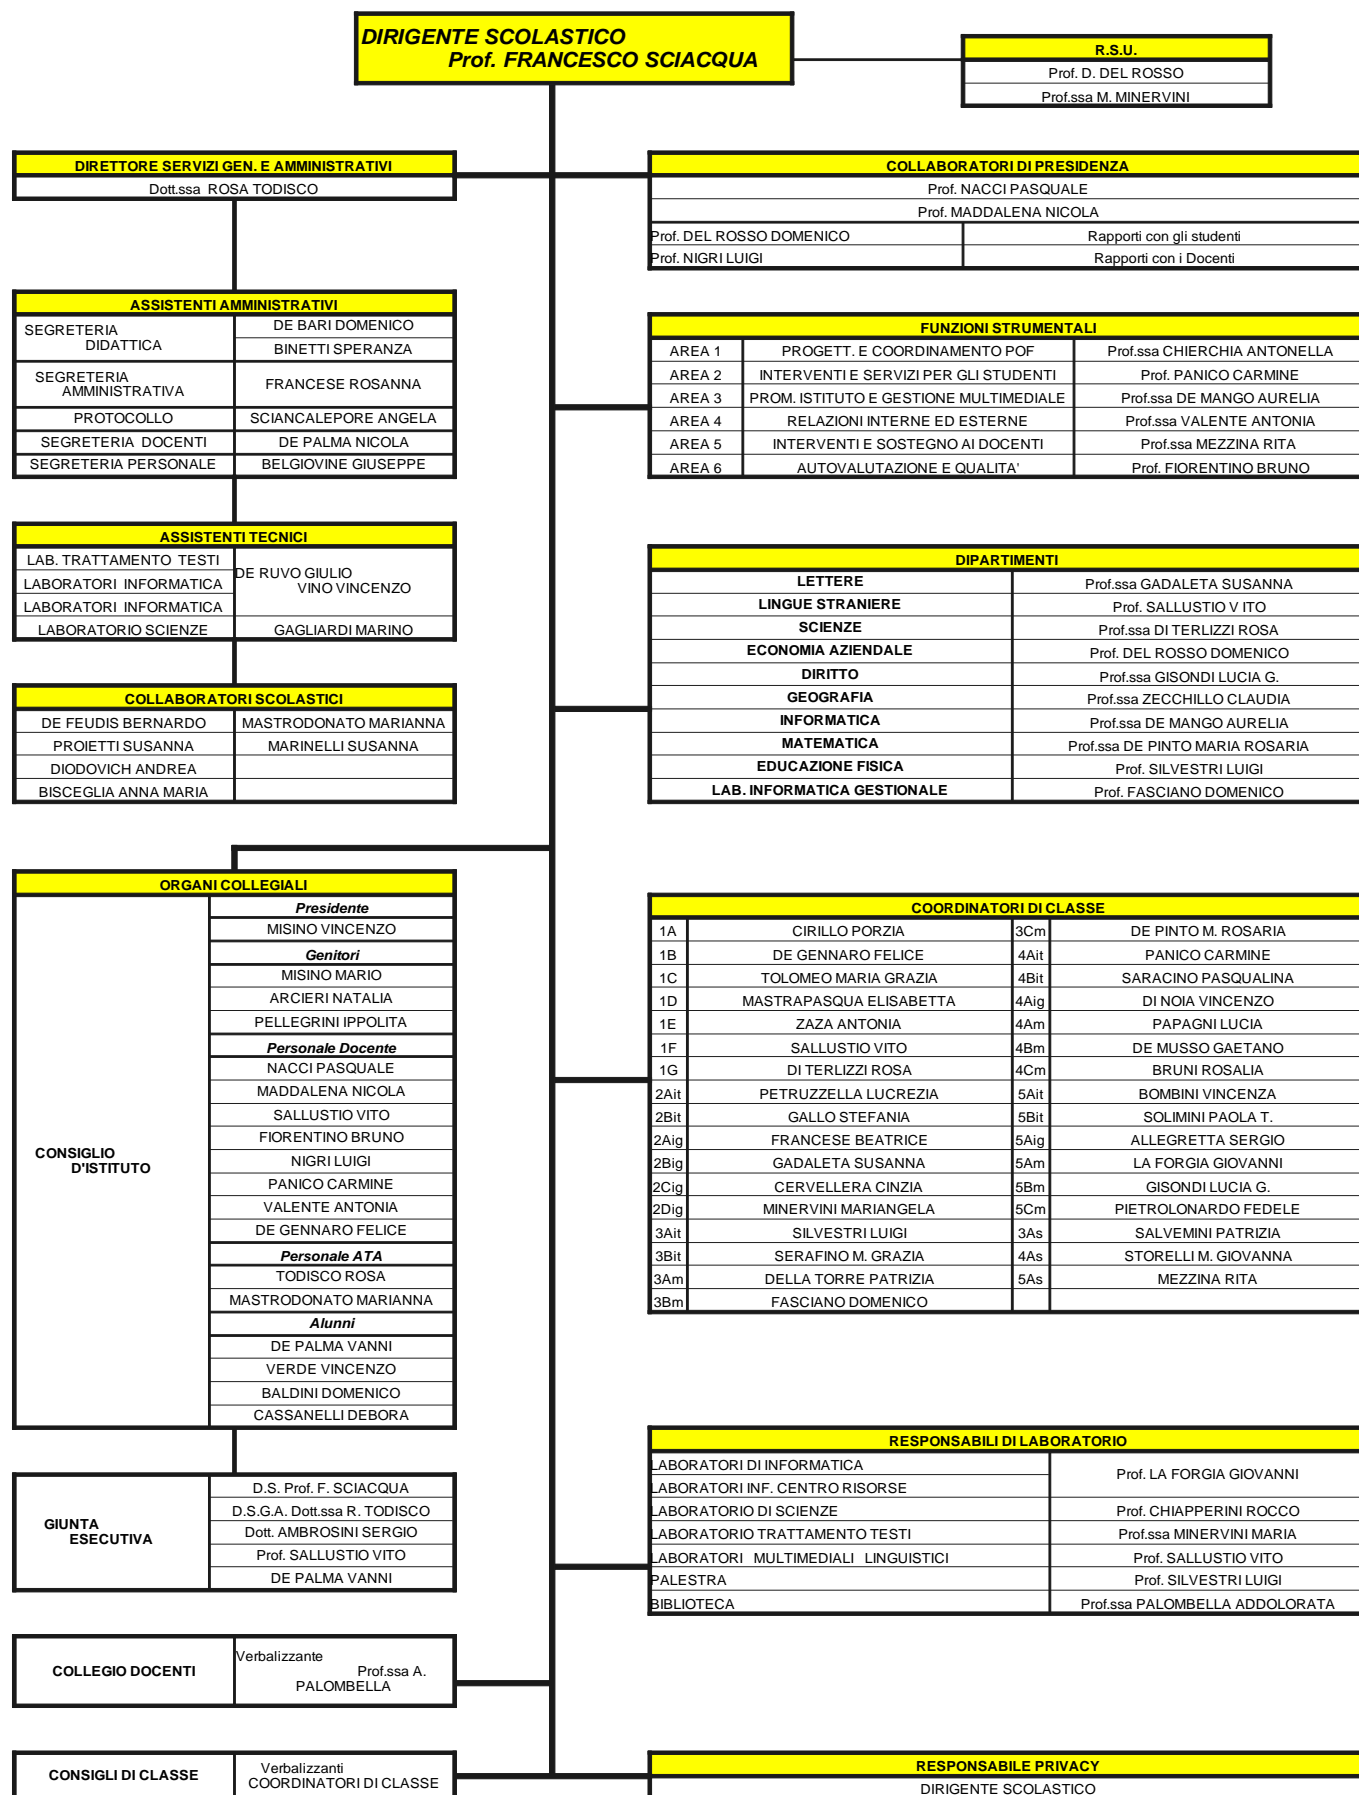 DIRIGENTE SCOLASTICO
Prof. FRANCESCO SCIACQUA
R.S.U.
Prof. D. DEL ROSSO
Prof.ssa M. MINERVINI
DIRETTORE SERVIZI GEN. E AMMINISTRATIVI
Dott.ssa ROSA TODISCO
COLLABORATORI DI PRESIDENZA
Prof. NACCI PASQUALE
Prof. MADDALENA NICOLA
Prof. DEL ROSSO DOMENICO Rapporti con gli studenti
Prof. NIGRI LUIGI Rapporti con i Docenti
ASSISTENTI AMMINISTRATIVI
SEGRETERIA
DIDATTICA
DE BARI DOMENICO
BINETTI SPERANZA
SEGRETERIA
AMMINISTRATIVA
FRANCESE ROSANNA
PROTOCOLLO SCIANCALEPORE ANGELA
SEGRETERIA DOCENTI DE PALMA NICOLA
SEGRETERIA PERSONALE BELGIOVINE GIUSEPPE
FUNZIONI STRUMENTALI
AREA 1 PROGETT. E COORDINAMENTO POF Prof.ssa CHIERCHIA ANTONELLA
AREA 2 INTERVENTI E SERVIZI PER GLI STUDENTI Prof. PANICO CARMINE
AREA 3 PROM. ISTITUTO E GESTIONE MULTIMEDIALE Prof.ssa DE MANGO AURELIA
AREA 4 RELAZIONI INTERNE ED ESTERNE Prof.ssa VALENTE ANTONIA
AREA 5 INTERVENTI E SOSTEGNO AI DOCENTI Prof.ssa MEZZINA RITA
AREA 6 AUTOVALUTAZIONE E QUALITA' Prof. FIORENTINO BRUNO
ASSISTENTI TECNICI
LAB. TRATTAMENTO TESTI
LABORATORI INFORMATICA
LABORATORI INFORMATICA
DE RUVO GIULIO
VINO VINCENZO
LABORATORIO SCIENZE GAGLIARDI MARINO
DIPARTIMENTI
LETTERE Prof.ssa GADALETA SUSANNA
LINGUE STRANIERE Prof. SALLUSTIO V ITO
SCIENZE Prof.ssa DI TERLIZZI ROSA
ECONOMIA AZIENDALE Prof. DEL ROSSO DOMENICO
DIRITTO Prof.ssa GISONDI LUCIA G.
GEOGRAFIA Prof.ssa ZECCHILLO CLAUDIA
INFORMATICA Prof.ssa DE MANGO AURELIA
MATEMATICA Prof.ssa DE PINTO MARIA ROSARIA
EDUCAZIONE FISICA Prof. SILVESTRI LUIGI
LAB. INFORMATICA GESTIONALE Prof. FASCIANO DOMENICO
COLLABORATORI SCOLASTICI
DE FEUDIS BERNARDO MASTRODONATO MARIANNA
PROIETTI SUSANNA MARINELLI SUSANNA
DIODOVICH ANDREA
BISCEGLIA ANNA MARIA
ORGANI COLLEGIALI
CONSIGLIO
D'ISTITUTO
Presidente
MISINO VINCENZO
Genitori
MISINO MARIO
ARCIERI NATALIA
PELLEGRINI IPPOLITA
Personale Docente
NACCI PASQUALE
MADDALENA NICOLA
SALLUSTIO VITO
FIORENTINO BRUNO
NIGRI LUIGI
PANICO CARMINE
VALENTE ANTONIA
DE GENNARO FELICE
Personale ATA
TODISCO ROSA
MASTRODONATO MARIANNA
Alunni
DE PALMA VANNI
VERDE VINCENZO
BALDINI DOMENICO
CASSANELLI DEBORA
COORDINATORI DI CLASSE
1A CIRILLO PORZIA 3Cm DE PINTO M. ROSARIA
1B DE GENNARO FELICE 4Ait PANICO CARMINE
1C TOLOMEO MARIA GRAZIA 4Bit SARACINO PASQUALINA
1D MASTRAPASQUA ELISABETTA 4Aig DI NOIA VINCENZO
1E ZAZA ANTONIA 4Am PAPAGNI LUCIA
1F SALLUSTIO VITO 4Bm DE MUSSO GAETANO
1G DI TERLIZZI ROSA 4Cm BRUNI ROSALIA
2Ait PETRUZZELLA LUCREZIA 5Ait BOMBINI VINCENZA
2Bit GALLO STEFANIA 5Bit SOLIMINI PAOLA T.
2Aig FRANCESE BEATRICE 5Aig ALLEGRETTA SERGIO
2Big GADALETA SUSANNA 5Am LA FORGIA GIOVANNI
2Cig CERVELLERA CINZIA 5Bm GISONDI LUCIA G.
2Dig MINERVINI MARIANGELA 5Cm PIETROLONARDO FEDELE
3Ait SILVESTRI LUIGI 3As SALVEMINI PATRIZIA
3Bit SERAFINO M. GRAZIA 4As STORELLI M. GIOVANNA
3Am DELLA TORRE PATRIZIA 5As MEZZINA RITA
3Bm FASCIANO DOMENICO
GIUNTA
ESECUTIVA
D.S. Prof. F. SCIACQUA
D.S.G.A. Dott.ssa R. TODISCO
Dott. AMBROSINI SERGIO
Prof. SALLUSTIO VITO
DE PALMA VANNI
RESPONSABILI DI LABORATORIO
LABORATORI DI INFORMATICA
LABORATORI INF. CENTRO RISORSE
Prof. LA FORGIA GIOVANNI
LABORATORIO DI SCIENZE Prof. CHIAPPERINI ROCCO
LABORATORIO TRATTAMENTO TESTI Prof.ssa MINERVINI MARIA
LABORATORI MULTIMEDIALI LINGUISTICI Prof. SALLUSTIO VITO
PALESTRA Prof. SILVESTRI LUIGI
BIBLIOTECA Prof.ssa PALOMBELLA ADDOLORATA
COLLEGIO DOCENTI
Verbalizzante
Prof.ssa A.
PALOMBELLA
CONSIGLI DI CLASSE
Verbalizzanti
COORDINATORI DI CLASSE
RESPONSABILE PRIVACY
DIRIGENTE SCOLASTICO